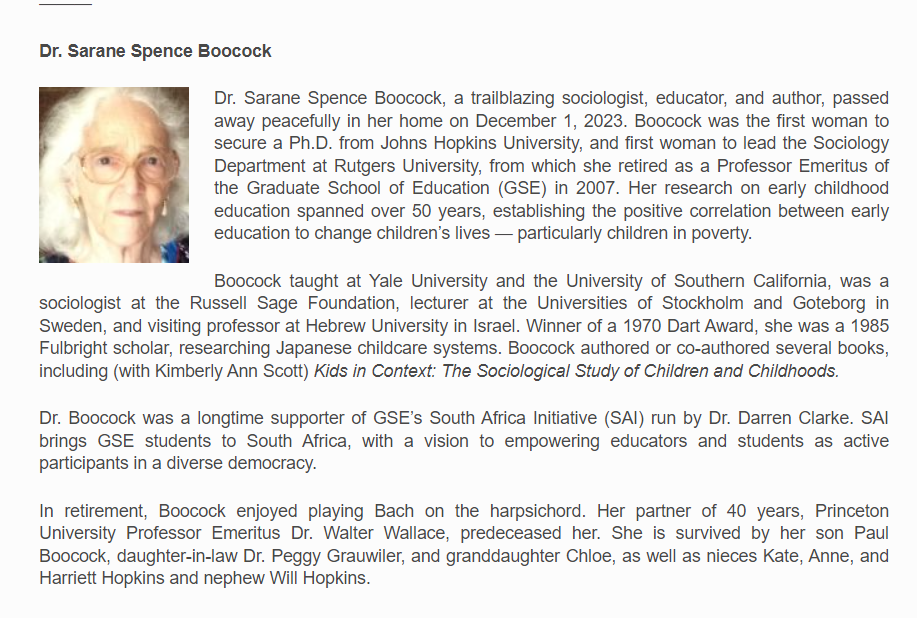 Dr. Sarane Spence Boocock
Dr. Sarane Spence Boocock, a trailblazing sociologist, educator, and author, passed
away peacefully in her home on December 1, 2023. Boocock was the first woman to
secure a Ph.D. from Johns Hopkins University, and first woman to lead the Sociology
Department at Rutgers University, from which she retired as a Professor Emeritus of
the Graduate School of Education (GSE) in 2007. Her research on early childhood
education spanned over 50 years, establishing the positive correlation between early
education to change children’s lives — particularly children in poverty.
Boocock taught at Yale University and the University of Southern California, was a
sociologist at the Russell Sage Foundation, lecturer at the Universities of Stockholm and Goteborg in
Sweden, and visiting professor at Hebrew University in Israel. Winner of a 1970 Dart Award, she was a 1985
Fulbright scholar, researching Japanese childcare systems. Boocock authored or co-authored several books,
including (with Kimberly Ann Scott) Kids in Context: The Sociological Study of Children and Childhoods.
Dr. Boocock was a longtime supporter of GSE’s South Africa Initiative (SAI) run by Dr. Darren Clarke. SAI
brings GSE students to South Africa, with a vision to empowering educators and students as active
participants in a diverse democracy.
In retirement, Boocock enjoyed playing Bach on the harpsichord. Her partner of 40 years, Princeton
University Professor Emeritus Dr. Walter Wallace, predeceased her. She is survived by her son Paul
Boocock, daughter-in-law Dr. Peggy Grauwiler, and granddaughter Chloe, as well as nieces Kate, Anne, and
Harriett Hopkins and nephew Will Hopkins.